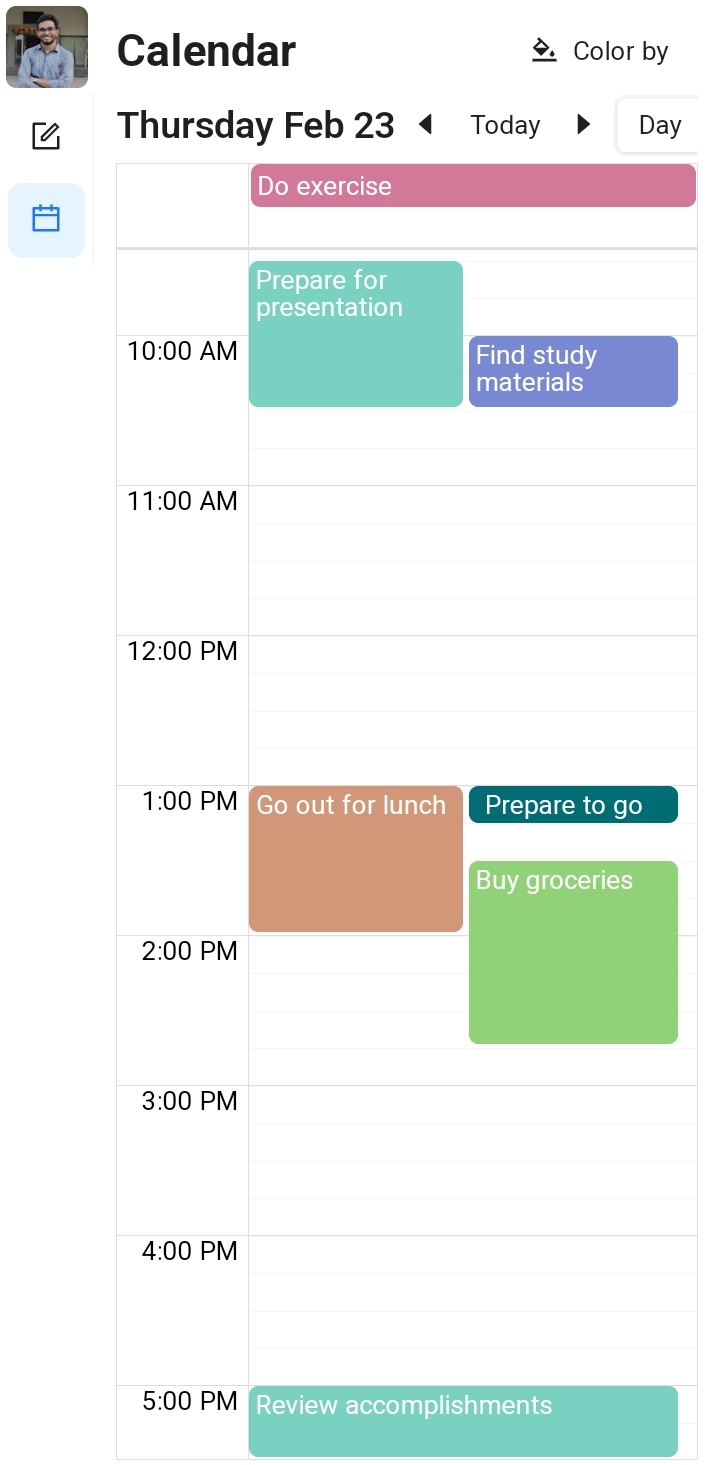 Calendar
Color by
Thursday Feb 23
Today
Day
Do exercise
Prepare for
presentation
10:00 AM
Find study
materials
11:00 AM
12:00 PM
1:00 PM
Go out for lunch
Prepare to go
Buy groceries
2:00 PM
3:00 PM
4:00 PM
5:00 PM
Review accomplishments